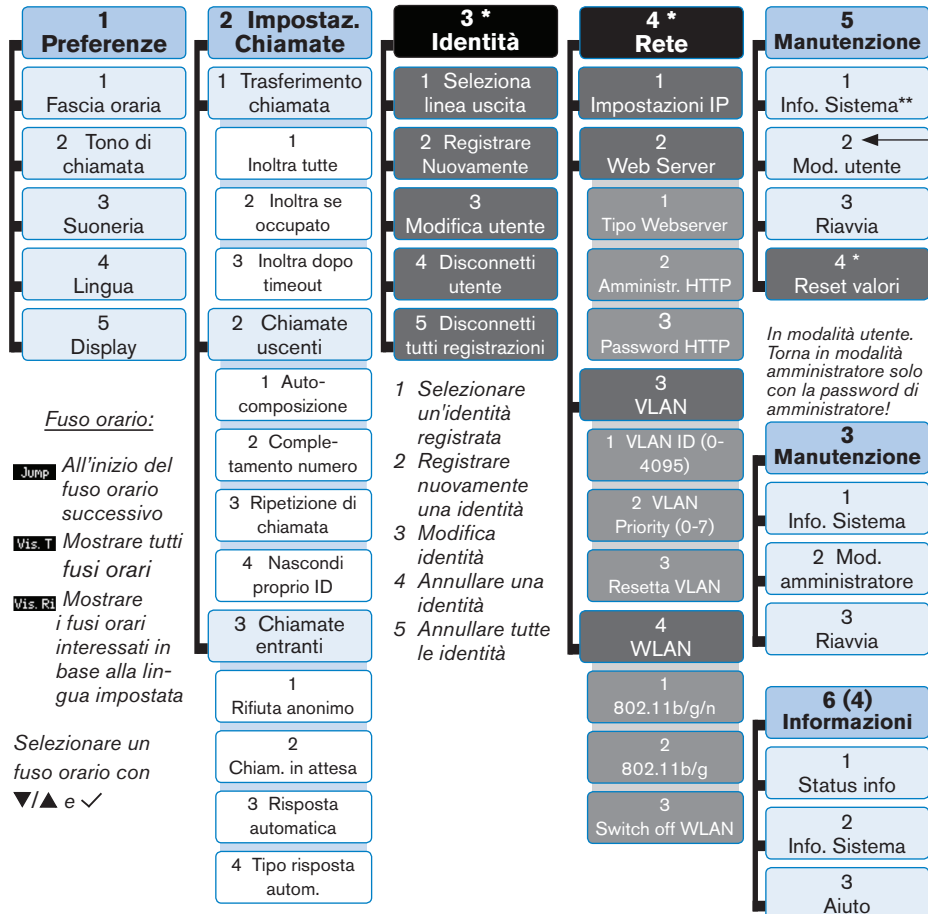 1
Preferenze
1
Fascia oraria
2 Tono di
chiamata
3
Suoneria
4
Lingua
5
Display
Fuso orario:
Jump All'inizio del
fuso orario
successivo
Vis. T Mostrare tutti
fusi orari
Vis. Ri Mostrare
i fusi orari
interessati in
base alla lin-
gua impostata
Selezionare un
fuso orario con
▼/▲ e ✓
2 Impostaz.
Chiamate
1 Trasferimento
chiamata
1
Inoltra tutte
2 Inoltra se
occupato
3 Inoltra dopo
timeout
2 Chiamate
uscenti
1 Auto-
composizione
2 Comple-
tamento numero
3 Ripetizione di
chiamata
4 Nascondi
proprio ID
3 Chiamate
entranti
1
Rifiuta anonimo
2
Chiam. in attesa
3 Risposta
automatica
4 Tipo risposta
autom.
3 *
Identità
1 Seleziona
linea uscita
2 Registrare
Nuovamente
3
Modifica utente
4 Disconnetti
utente
5 Disconnetti
tutti registrazioni
1 Selezionare
un'identità
registrata
2 Registrare
nuovamente
una identità
3 Modifica
identità
4 Annullare una
identità
5 Annullare tutte
le identità
4 *
Rete
1
Impostazioni IP
2
Web Server
1
Tipo Webserver
2
Amministr. HTTP
3
Password HTTP
3
VLAN
1 VLAN ID (0-
4095)
2 VLAN
Priority (0-7)
3
Resetta VLAN
4
WLAN
1
802.11b/g/n
2
802.11b/g
3
Switch off WLAN
5
Manutenzione
1
Info. Sistema**
2
Mod. utente
3
Riavvia
4 *
Reset valori
In modalità utente.
Torna in modalità
amministratore solo
con la password di
amministratore!
3
Manutenzione
1
Info. Sistema
2 Mod.
amministratore
3
Riavvia
6 (4)
Informazioni
1
Status info
2
Info. Sistema
3
Aiuto